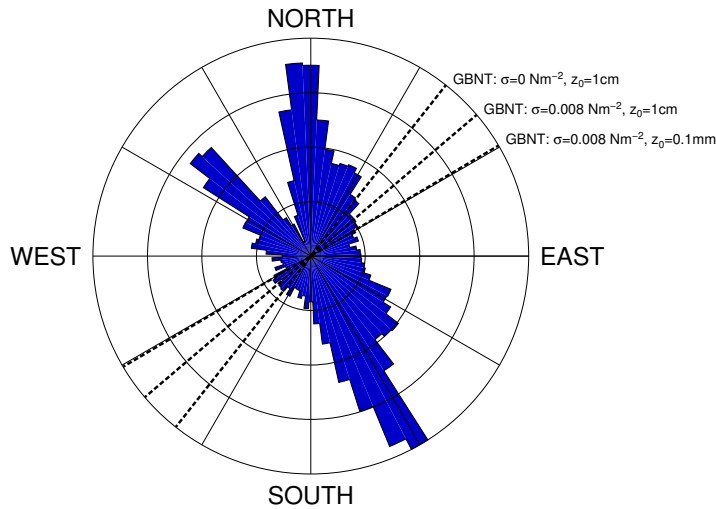 NORTH
GBNT: σ=0 Nm⁻², z₀=1cm
GBNT: σ=0.008 Nm⁻², z₀=1cm
GBNT: σ=0.008 Nm⁻², z₀=0.1mm
WEST
EAST
SOUTH